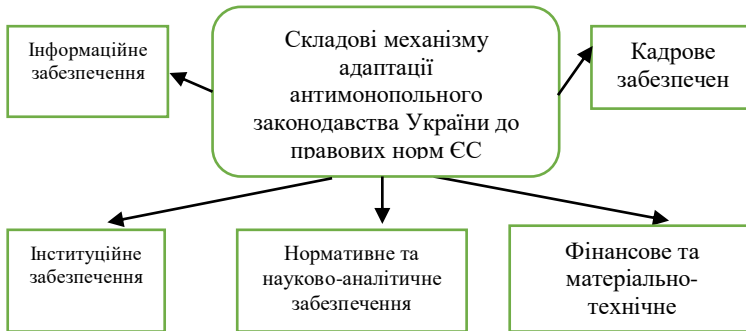 Інформаційне
забезпечення
Складові механізму
адаптації
антимонопольного
законодавства України до
правових норм ЄС
Кадрове
забезпечен
Інституційне
забезпечення
Нормативне та
науково-аналітичне
забезпечення
Фінансове та
матеріально-
технічне